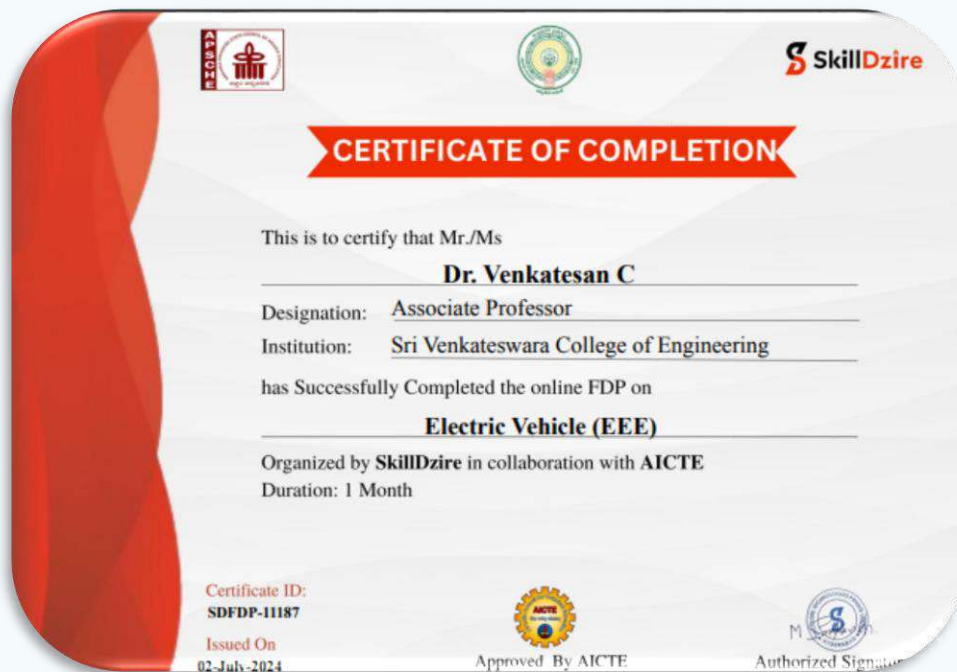 APSCHE
SkillDzire
CERTIFICATE OF COMPLETION
This is to certify that Mr./Ms
Dr. Venkatesan C
Designation: Associate Professor
Institution: Sri Venkateswara College of Engineering
has Successfully Completed the online FDP on
Electric Vehicle (EEE)
Organized by SkillDzire in collaboration with AICTE
Duration: 1 Month
Certificate ID:
SDFDP-11187
Issued On
02-July-2024
AICTE
Approved By AICTE
S
Authorized Signatory